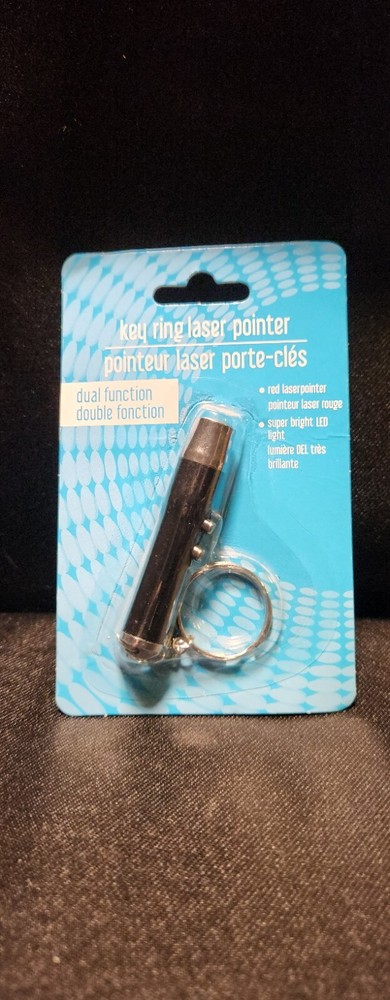 key ring laser pointer
pointeur laser porte-clés
dual function
double fonction
• red laserpointer
pointeur laser rouge
• super bright LED
light
lumière DEL très
brillante